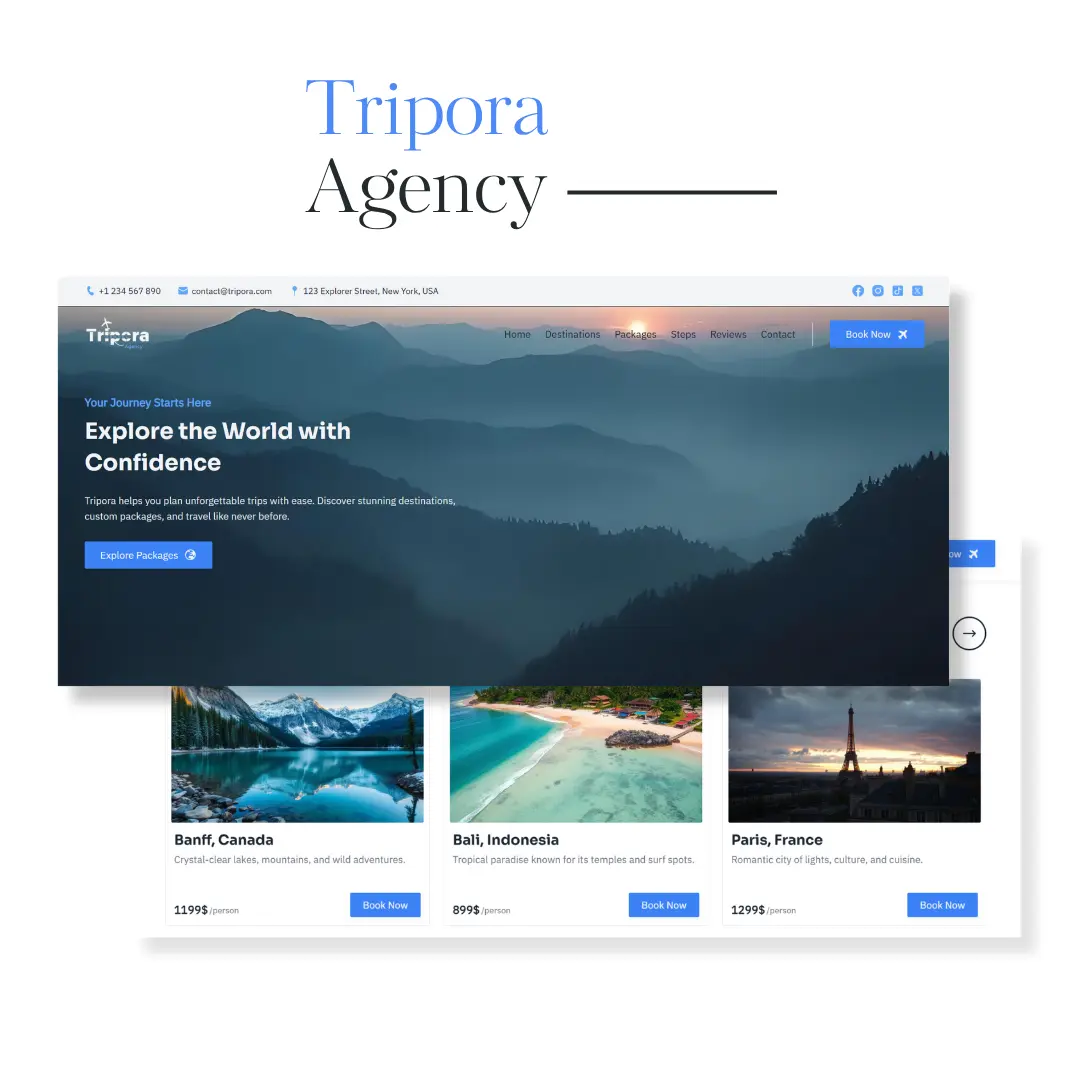 Tripora
Agency
+1 234 567 890 contact@tripora.com 123 Explorer Street, New York, USA
Tripora
Agency
Home Destinations Packages Steps Reviews Contact Book Now
Your Journey Starts Here
Explore the World with
Confidence
Tripora helps you plan unforgettable trips with ease. Discover stunning destinations,
custom packages, and travel like never before.
Explore Packages
ow
Banff, Canada
Crystal-clear lakes, mountains, and wild adventures.
1199$ /person Book Now
Bali, Indonesia
Tropical paradise known for its temples and surf spots.
899$ /person Book Now
Paris, France
Romantic city of lights, culture, and cuisine.
1299$ /person Book Now